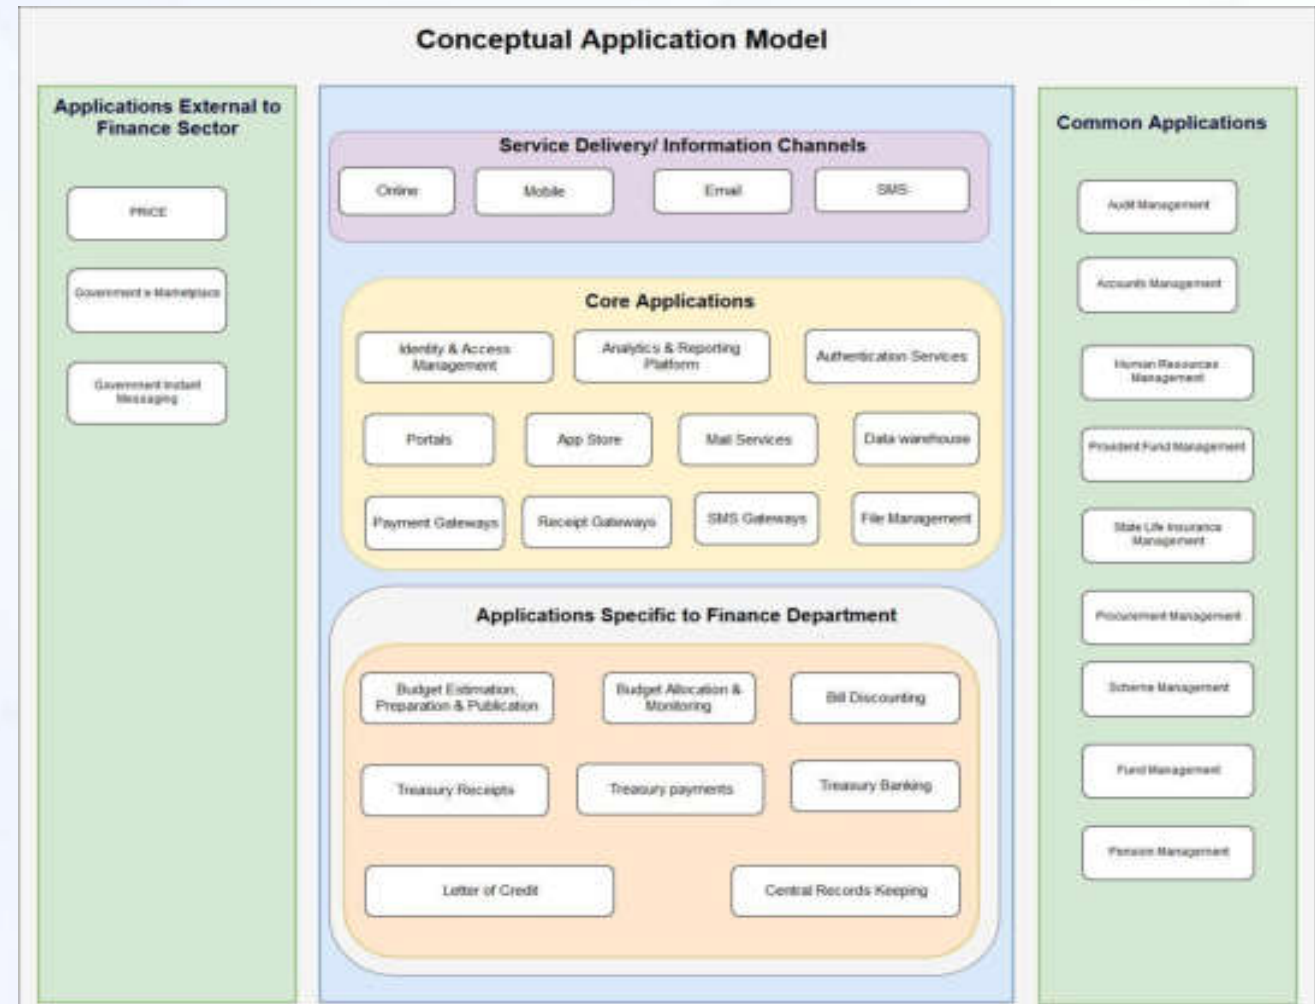 Conceptual Application Model
Applications External to
Finance Sector
PRICE
Government e-Marketplace
Government Instant
Messaging
Service Delivery/ Information Channels
Online
Mobile
Email
SMS
Core Applications
Identity & Access
Management
Analytics & Reporting
Platform
Authentication Services
Portals
App Store
Mail Services
Data warehouse
Payment Gateways
Receipt Gateways
SMS Gateways
File Management
Applications Specific to Finance Department
Budget Estimation,
Preparation & Publication
Budget Allocation &
Monitoring
Bill Discounting
Treasury Receipts
Treasury payments
Treasury Banking
Letter of Credit
Central Records Keeping
Common Applications
Audit Management
Accounts Management
Human Resources
Management
Provident Fund Management
State Life Insurance
Management
Procurement Management
Scheme Management
Fund Management
Pension Management